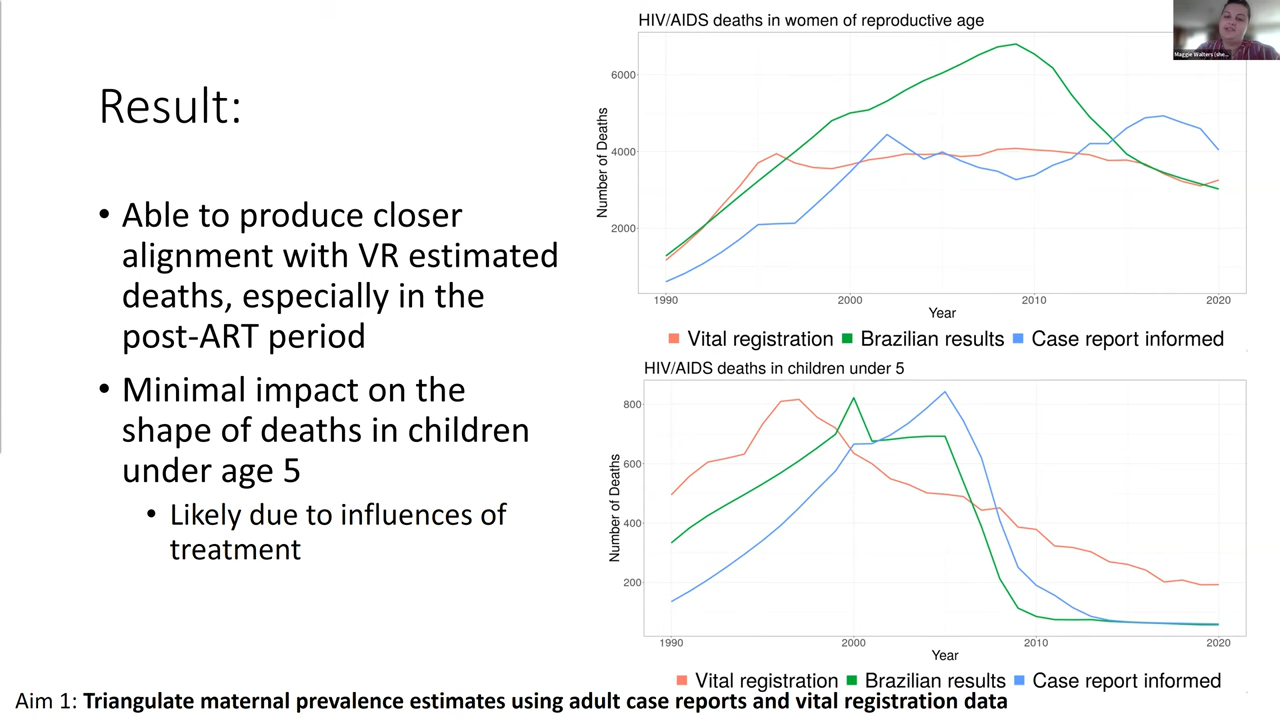 Result:
• Able to produce closer
alignment with VR estimated
deaths, especially in the
post-ART period
• Minimal impact on the
shape of deaths in children
under age 5
• Likely due to influences of
treatment
HIV/AIDS deaths in women of reproductive age
Number of Deaths
6000
4000
2000
1990 2000 2010 2020
Year
Vital registration Brazilian results Case report informed
HIV/AIDS deaths in children under 5
Number of Deaths
800
600
400
200
1990 2000 2010 2020
Year
Vital registration Brazilian results Case report informed
Aim 1: Triangulate maternal prevalence estimates using adult case reports and vital registration data
Maggie Walters (she...